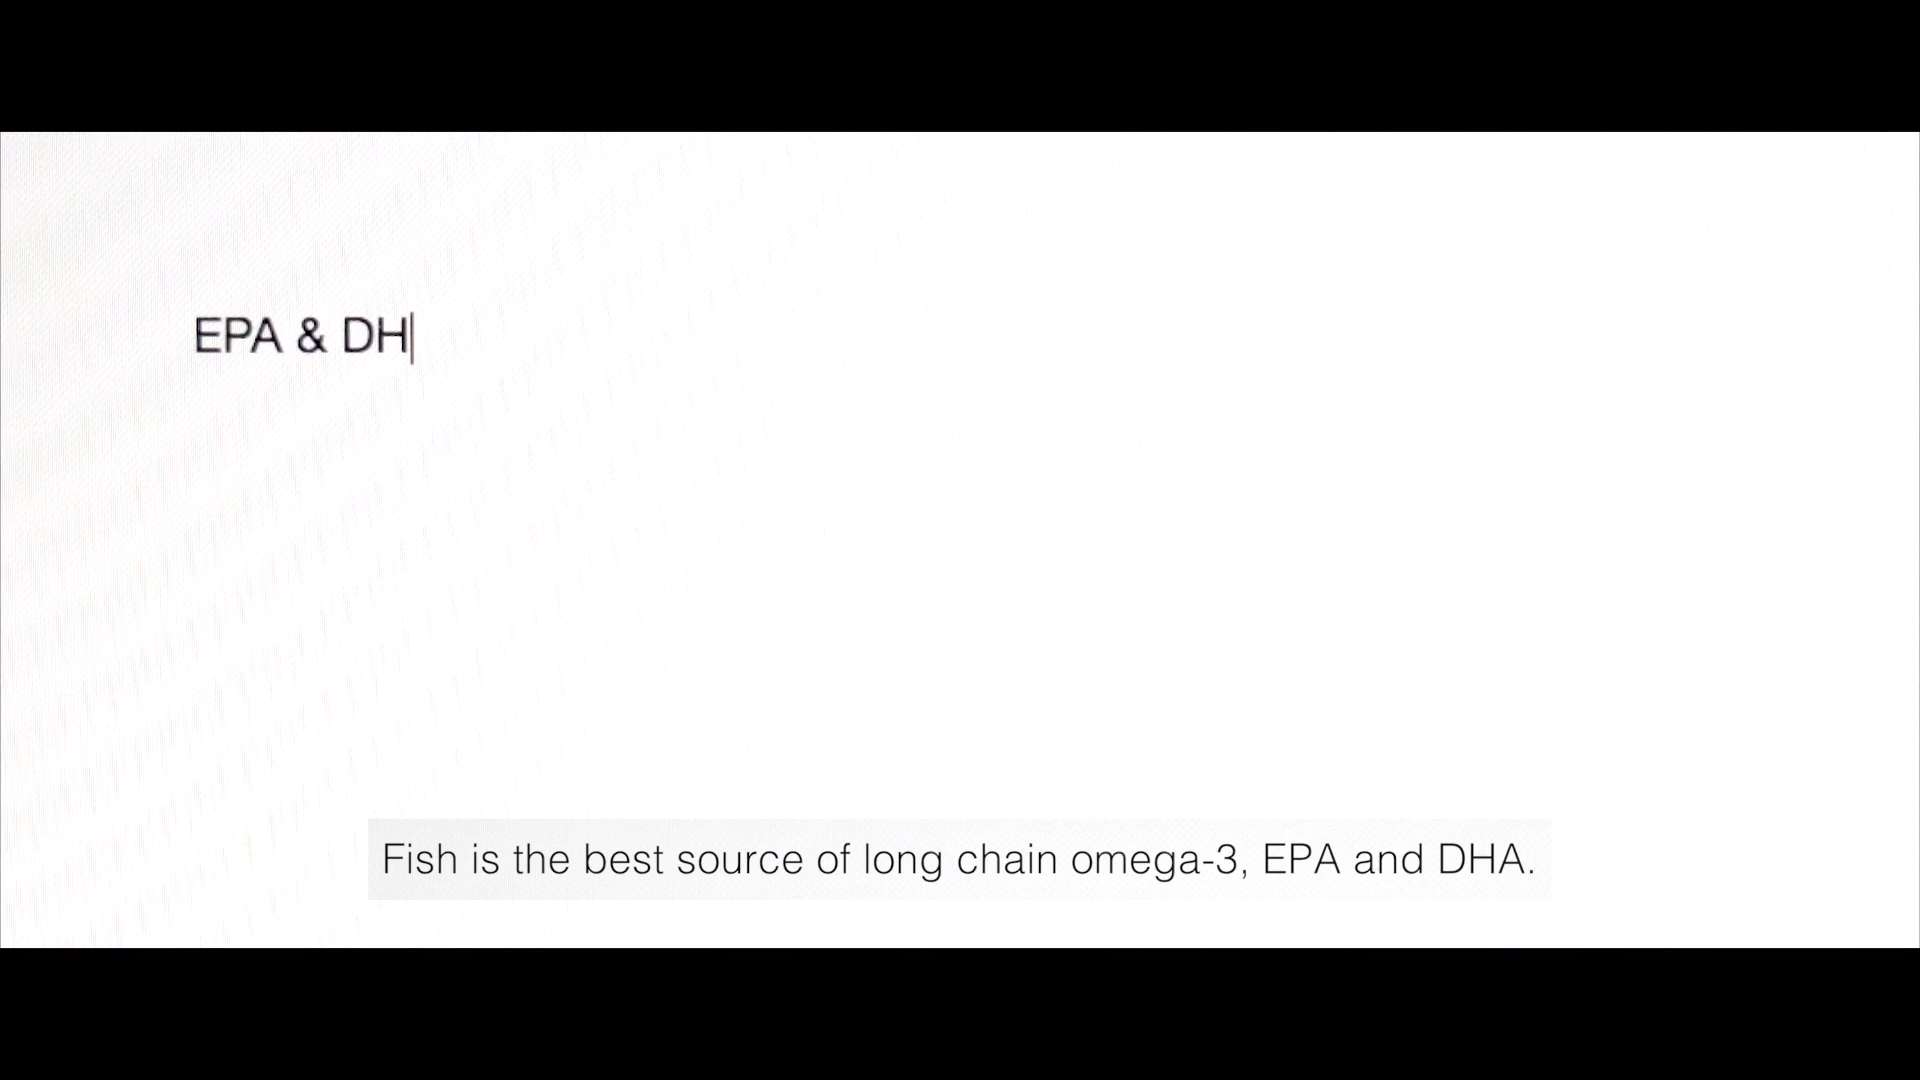 EPA & DH
Fish is the best source of long chain omega-3, EPA and DHA.